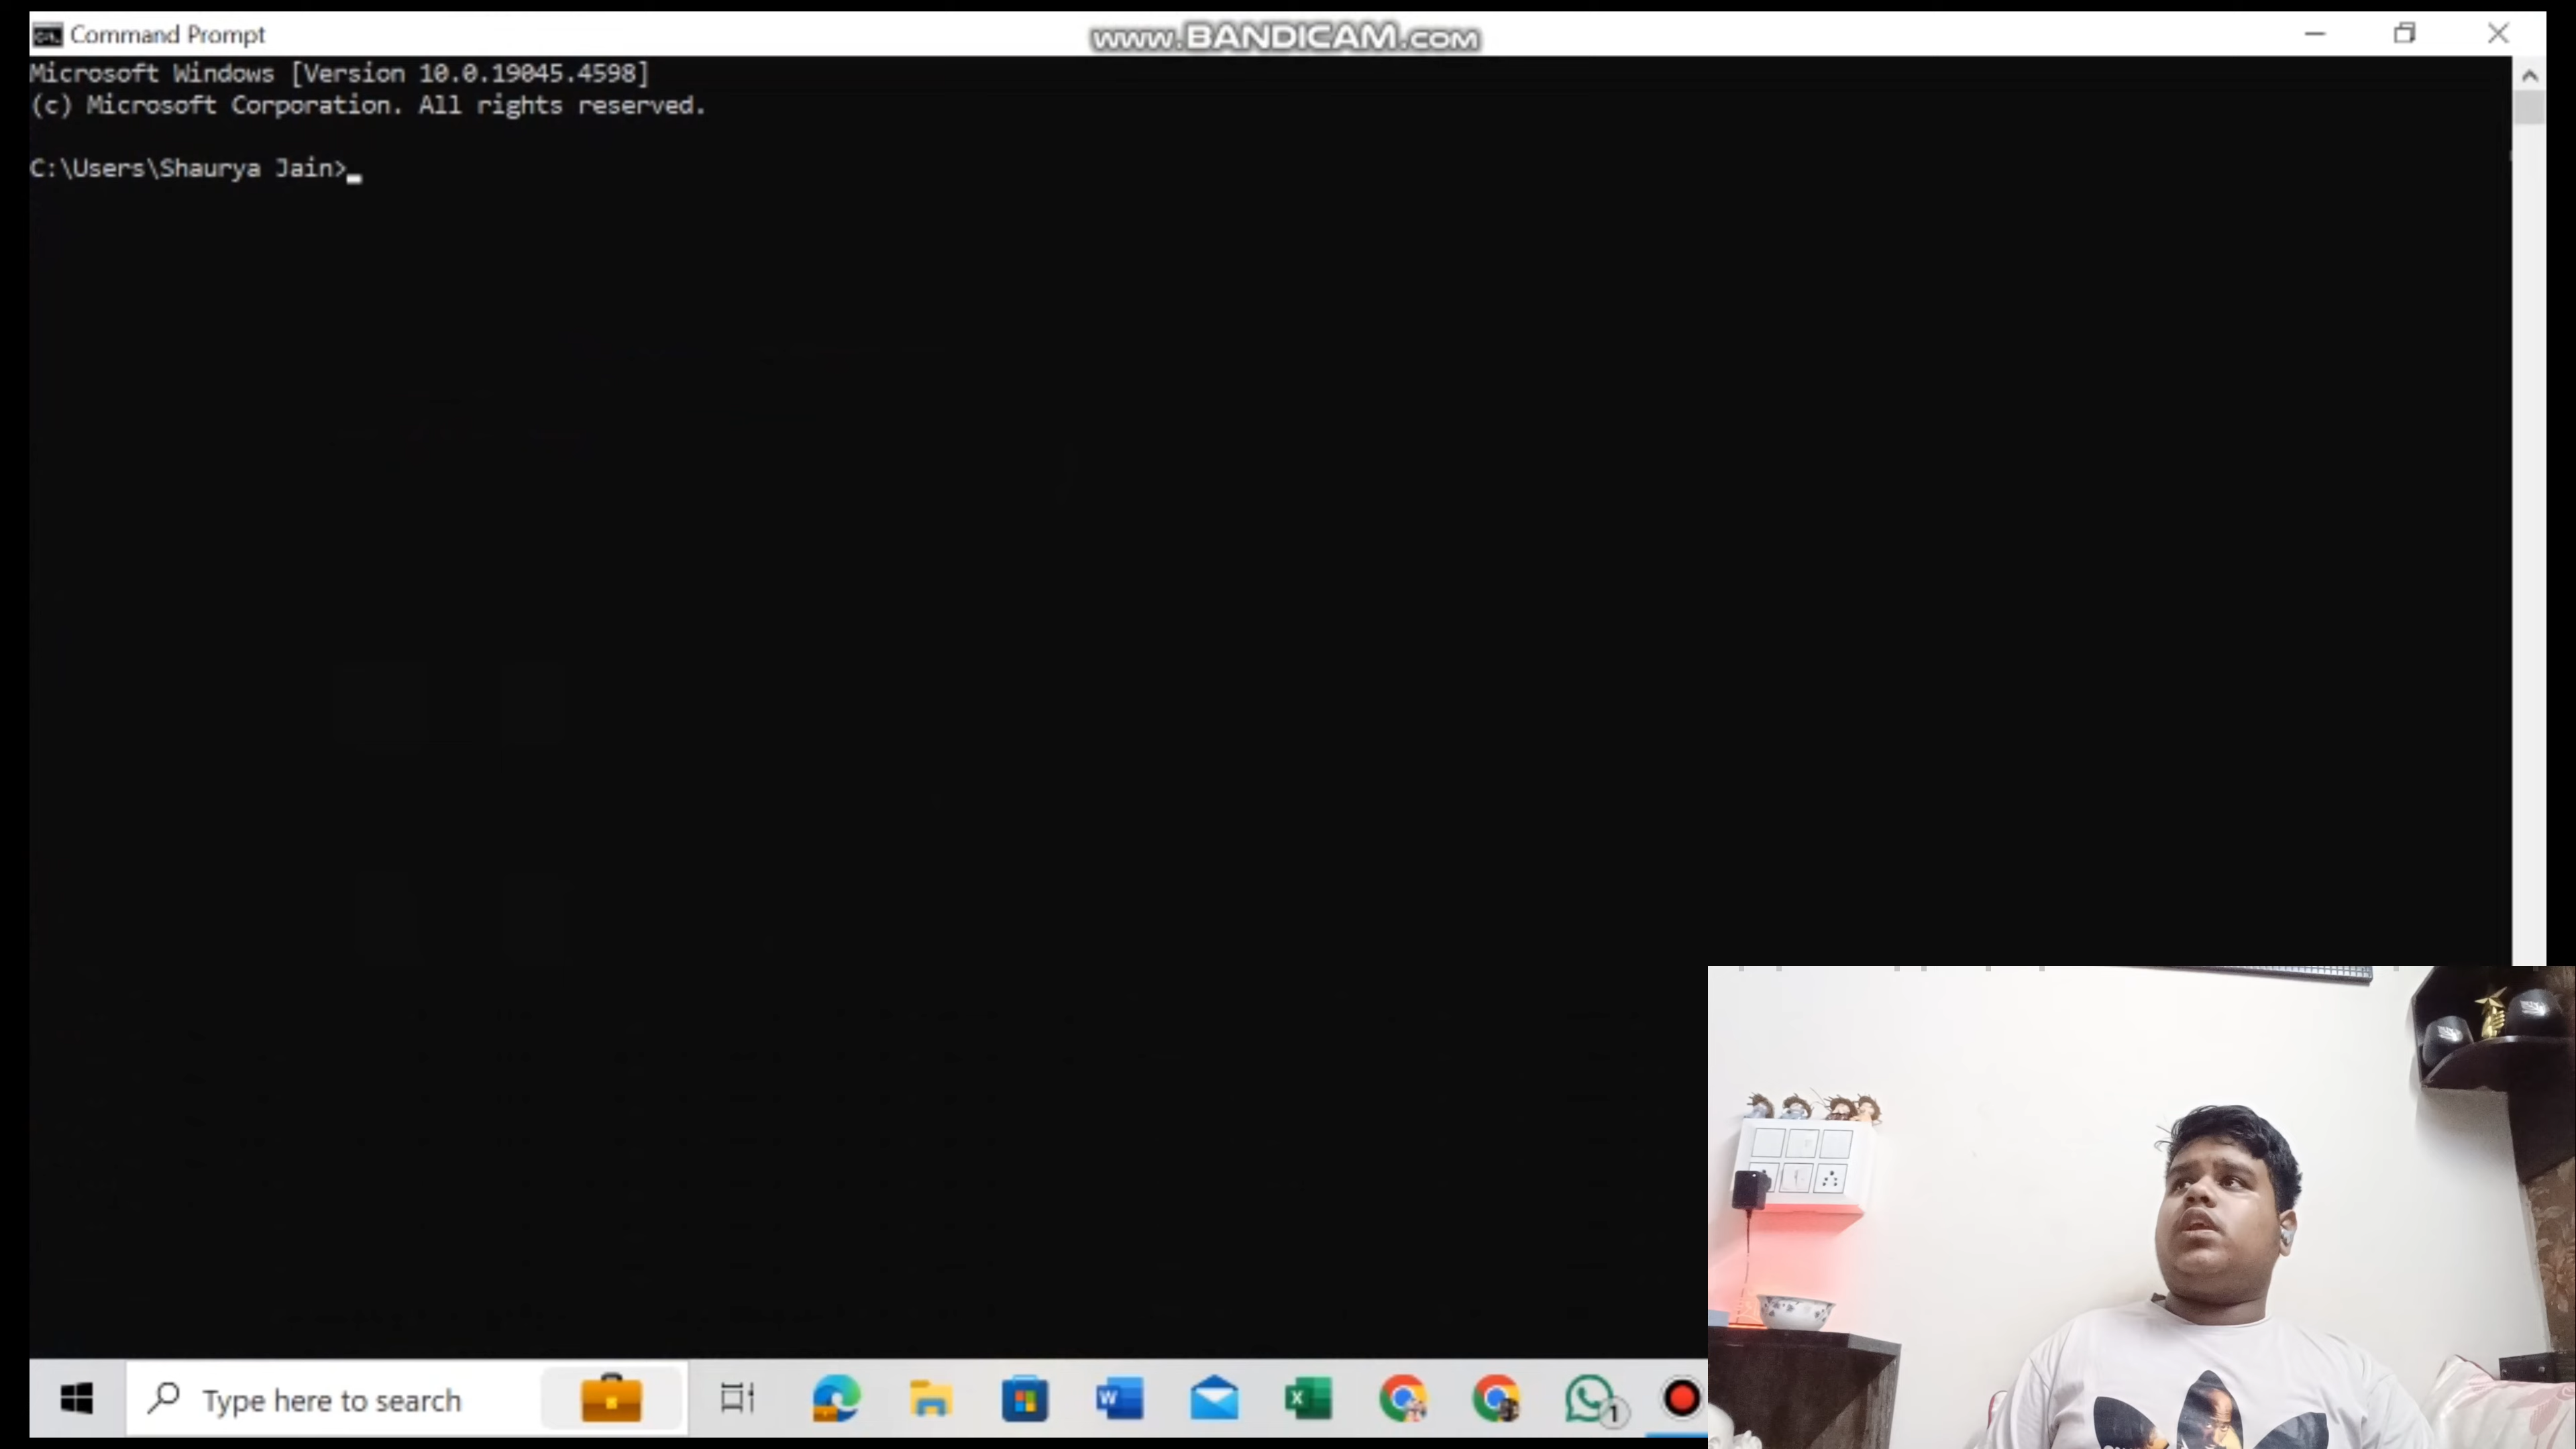 Command Prompt
www.BANDICAM.com
Microsoft Windows [Version 10.0.19045.4598]
(c) Microsoft Corporation. All rights reserved.
C:\Users\Shaurya Jain>
Type here to search
W
X
1